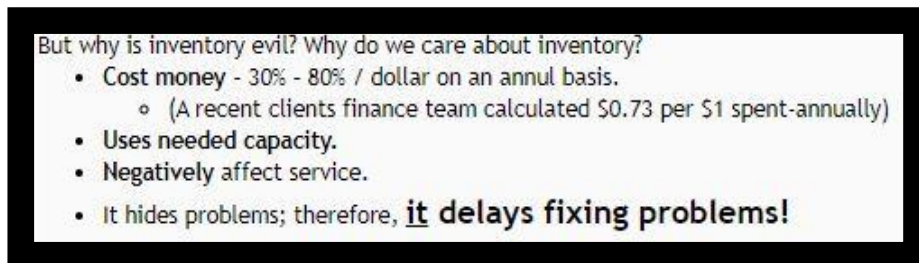 But why is inventory evil? Why do we care about inventory?
• Cost money - 30% - 80% / dollar on an annul basis.
○ (A recent clients finance team calculated $0.73 per $1 spent-annually)
• Uses needed capacity.
• Negatively affect service.
• It hides problems; therefore, it delays fixing problems!